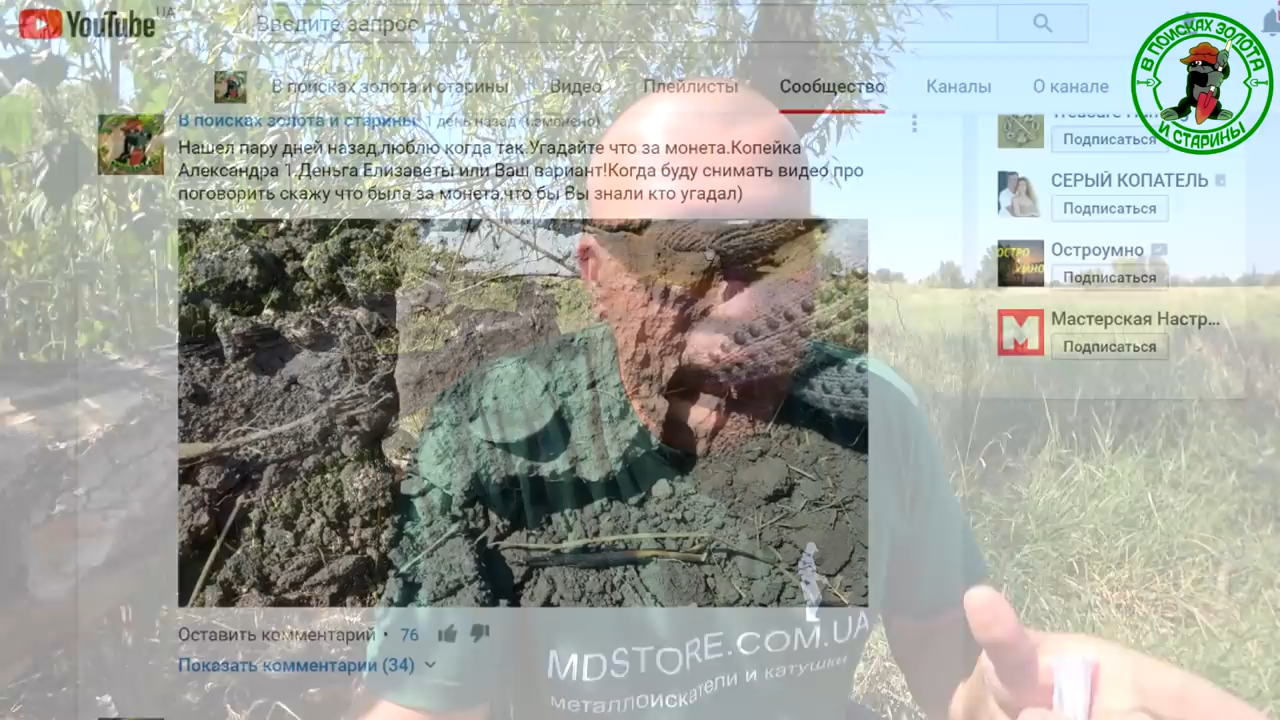 YouTube UA
Введите запрос
В поисках золота и старины Видео Плейлисты Сообщество Каналы О канале
В ПОИСКАХ ЗОЛОТА
И СТАРИНЫ
В поисках золота и старины 1 день назад (изменено)
Нашел пару дней назад,люблю когда так.Угадайте что за монета.Копейка
Александра 1.Деньга Елизаветы или Ваш вариант!Когда буду снимать видео про
поговорить скажу что была за монета,что бы Вы знали кто угадал)
Подписаться
СЕРЫЙ КОПАТЕЛЬ
Подписаться
Остроумно
Подписаться
Мастерская Настр...
Подписаться
Оставить комментарий • 76
Показать комментарии (34)
MDSTORE.COM.UA
металлоискатели и катушки